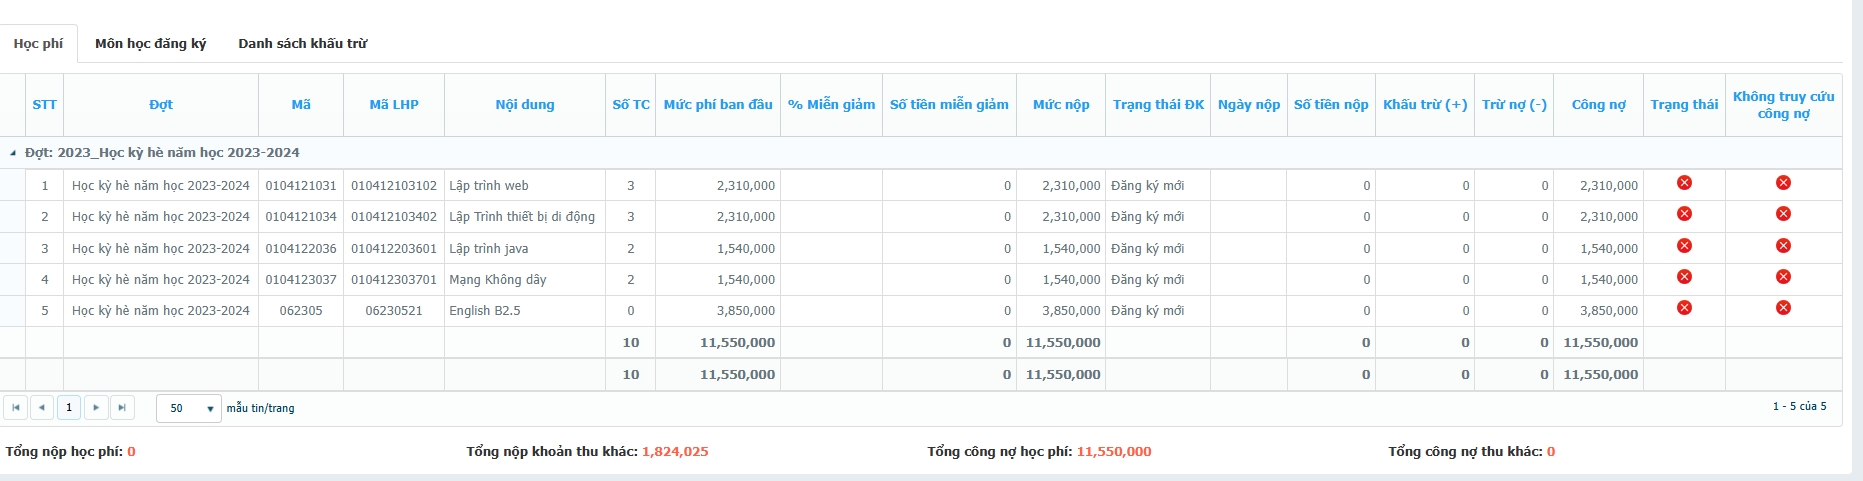 Học phí Môn học đăng ký Danh sách khấu trừ
STT Đợt Mã Mã LHP Nội dung Số TC Mức phí ban đầu % Miễn giảm Số tiền miễn giảm Mức nộp Trạng thái ĐK Ngày nộp Số tiền nộp Khấu trừ (+) Trừ nợ (-) Công nợ Trạng thái Không truy cứu
công nợ
Đợt: 2023_Học kỳ hè năm học 2023-2024
1 Học kỳ hè năm học 2023-2024 0104121031 010412103102 Lập trình web 3 2,310,000 0 2,310,000 Đăng ký mới 0 0 0 2,310,000
2 Học kỳ hè năm học 2023-2024 0104121034 010412103402 Lập Trình thiết bị di động 3 2,310,000 0 2,310,000 Đăng ký mới 0 0 0 2,310,000
3 Học kỳ hè năm học 2023-2024 0104122036 010412203601 Lập trình java 2 1,540,000 0 1,540,000 Đăng ký mới 0 0 0 1,540,000
4 Học kỳ hè năm học 2023-2024 0104123037 010412303701 Mạng Không dây 2 1,540,000 0 1,540,000 Đăng ký mới 0 0 0 1,540,000
5 Học kỳ hè năm học 2023-2024 062305 06230521 English B2.5 0 3,850,000 0 3,850,000 Đăng ký mới 0 0 0 3,850,000
10 11,550,000 0 11,550,000 0 0 0 11,550,000
10 11,550,000 0 11,550,000 0 0 0 11,550,000
1 50 mẫu tin/trang 1 - 5 của 5
Tổng nộp học phí: 0 Tổng nộp khoản thu khác: 1,824,025 Tổng công nợ học phí: 11,550,000 Tổng công nợ thu khác: 0